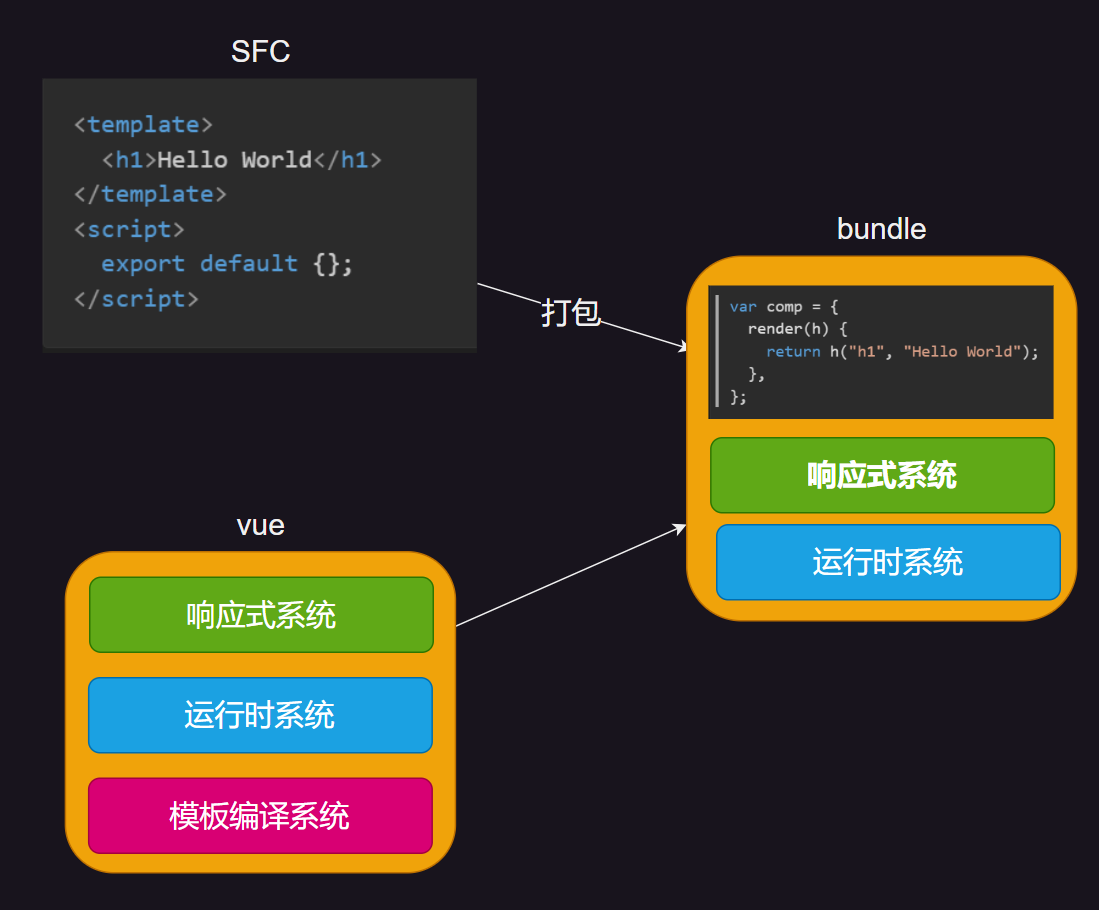 SFC
<template>
  <h1>Hello World</h1>
</template>
<script>
  export default {};
</script>
打包
bundle
var comp = {
  render(h) {
    return h("h1", "Hello World");
  },
};
响应式系统
运行时系统
vue
响应式系统
运行时系统
模板编译系统